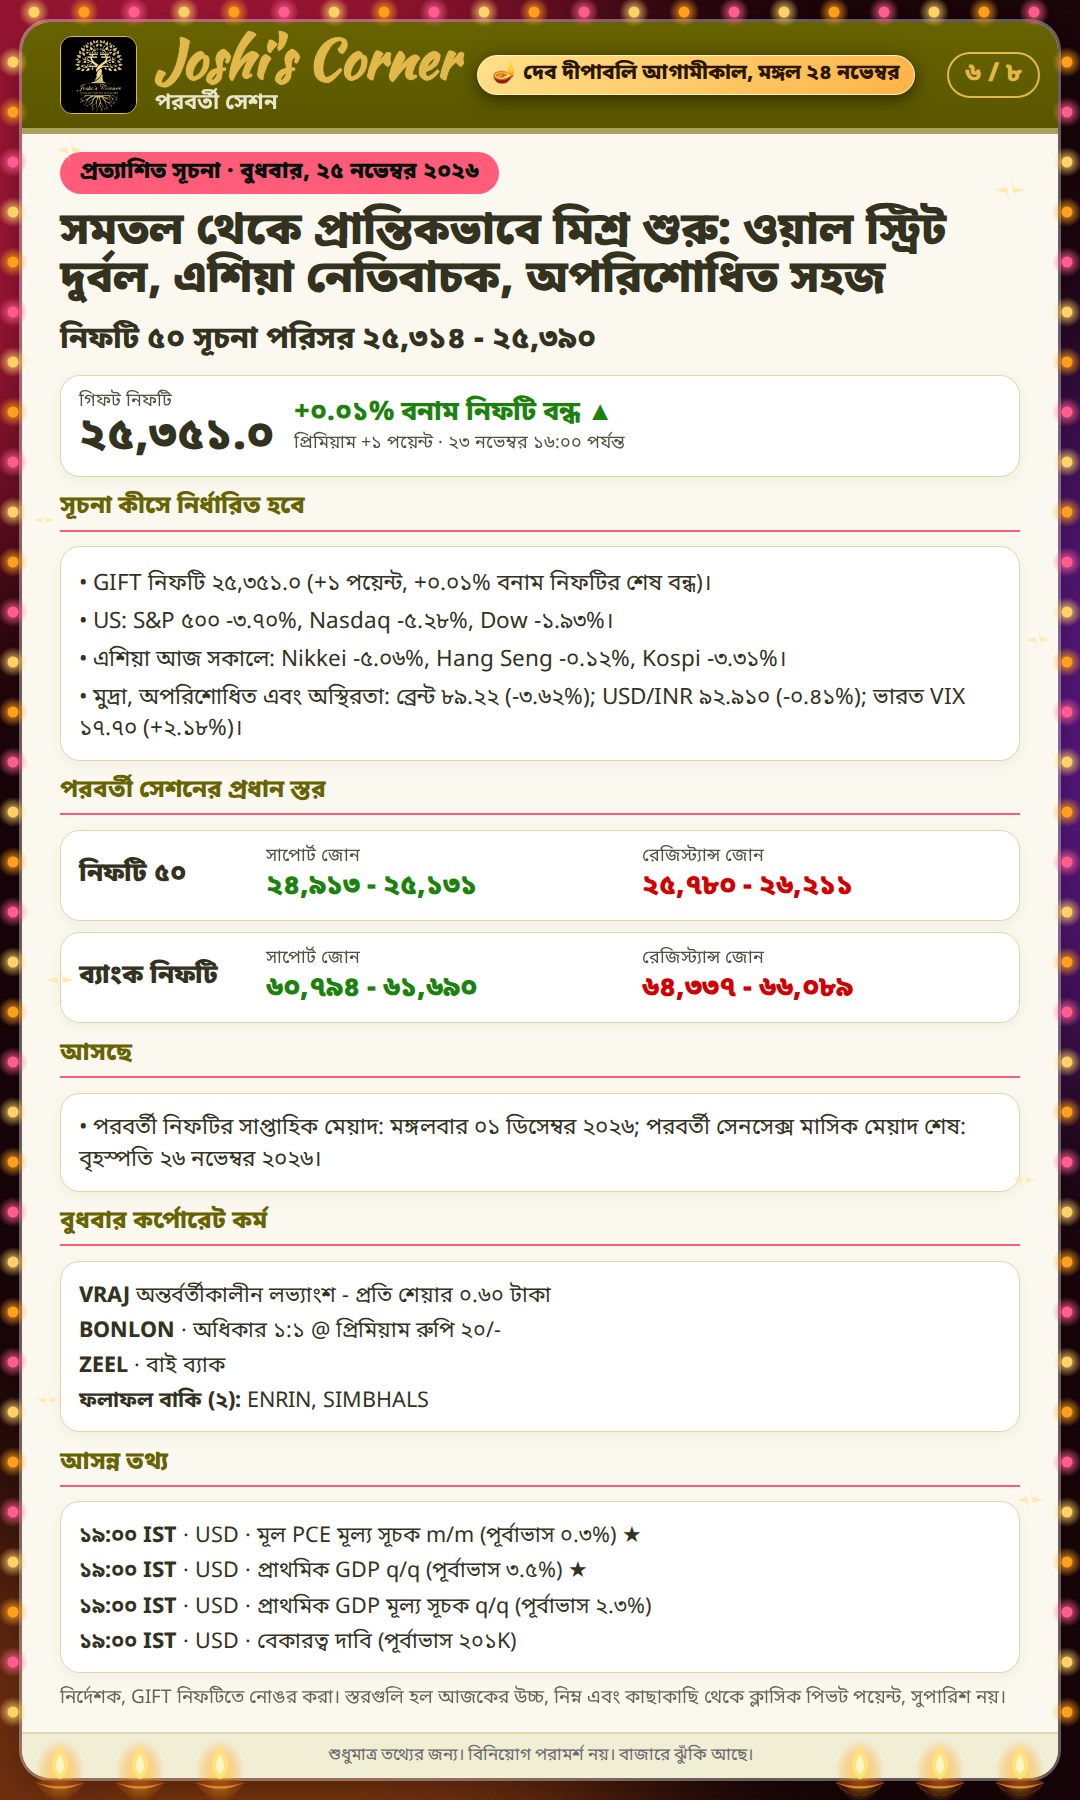 Joshi's Corner
Joshi's Corner
পরবর্তী সেশন
দেব দীপাবলি আগামীকাল, মঙ্গল ২৪ নভেম্বর
৬ / ৮
প্রত্যাশিত সূচনা · বুধবার, ২৫ নভেম্বর ২০২৬
সমতল থেকে প্রান্তিকভাবে মিশ্র শুরু: ওয়াল স্ট্রিট
দুর্বল, এশিয়া নেতিবাচক, অপরিশোধিত সহজ
নিফটি ৫০ সূচনা পরিসর ২৫,৩১৪ - ২৫,৩৯০
গিফট নিফটি
২৫,৩৫১.০
+০.০১% বনাম নিফটি বন্ধ ▲
প্রিমিয়াম +১ পয়েন্ট · ২৩ নভেম্বর ১৬:০০ পর্যন্ত
সূচনা কীসে নির্ধারিত হবে
• GIFT নিফটি ২৫,৩৫১.০ (+১ পয়েন্ট, +০.০১% বনাম নিফটির শেষ বন্ধ)।
• US: S&P ৫০০ -৩.৭০%, Nasdaq -৫.২৮%, Dow -১.৯৩%।
• এশিয়া আজ সকালে: Nikkei -৫.০৬%, Hang Seng -০.১২%, Kospi -৩.৩১%।
• মুদ্রা, অপরিশোধিত এবং অস্থিরতা: ব্রেন্ট ৮৯.২২ (-৩.৬২%); USD/INR ৯২.৯১০ (-০.৪১%); ভারত VIX
১৭.৭০ (+২.১৮%)।
পরবর্তী সেশনের প্রধান স্তর
নিফটি ৫০
সাপোর্ট জোন
২৪,৯১৩ - ২৫,১৩১
রেজিস্ট্যান্স জোন
২৫,৭৮০ - ২৬,২১১
ব্যাংক নিফটি
সাপোর্ট জোন
৬০,৭৯৪ - ৬১,৬৯০
রেজিস্ট্যান্স জোন
৬৪,৩৩৭ - ৬৬,০৮৯
আসছে
• পরবর্তী নিফটির সাপ্তাহিক মেয়াদ: মঙ্গলবার ০১ ডিসেম্বর ২০২৬; পরবর্তী সেনসেক্স মাসিক মেয়াদ শেষ:
বৃহস্পতি ২৬ নভেম্বর ২০২৬।
বুধবার কর্পোরেট কর্ম
VRAJ অন্তর্বর্তীকালীন লভ্যাংশ - প্রতি শেয়ার ০.৬০ টাকা
BONLON · অধিকার ১:১ @ প্রিমিয়াম রুপি ২০/-
ZEEL · বাই ব্যাক
ফলাফল বাকি (২): ENRIN, SIMBHALS
আসন্ন তথ্য
১৯:০০ IST · USD · মূল PCE মূল্য সূচক m/m (পূর্বাভাস ০.৩%) ★
১৯:০০ IST · USD · প্রাথমিক GDP q/q (পূর্বাভাস ৩.৫%) ★
১৯:০০ IST · USD · প্রাথমিক GDP মূল্য সূচক q/q (পূর্বাভাস ২.৩%)
১৯:০০ IST · USD · বেকারত্ব দাবি (পূর্বাভাস ২০১K)
নির্দেশক, GIFT নিফটিতে নোঙর করা। স্তরগুলি হল আজকের উচ্চ, নিম্ন এবং কাছাকাছি থেকে ক্লাসিক পিভট পয়েন্ট, সুপারিশ নয়।
শুধুমাত্র তথ্যের জন্য। বিনিয়োগ পরামর্শ নয়। বাজারে ঝুঁকি আছে।